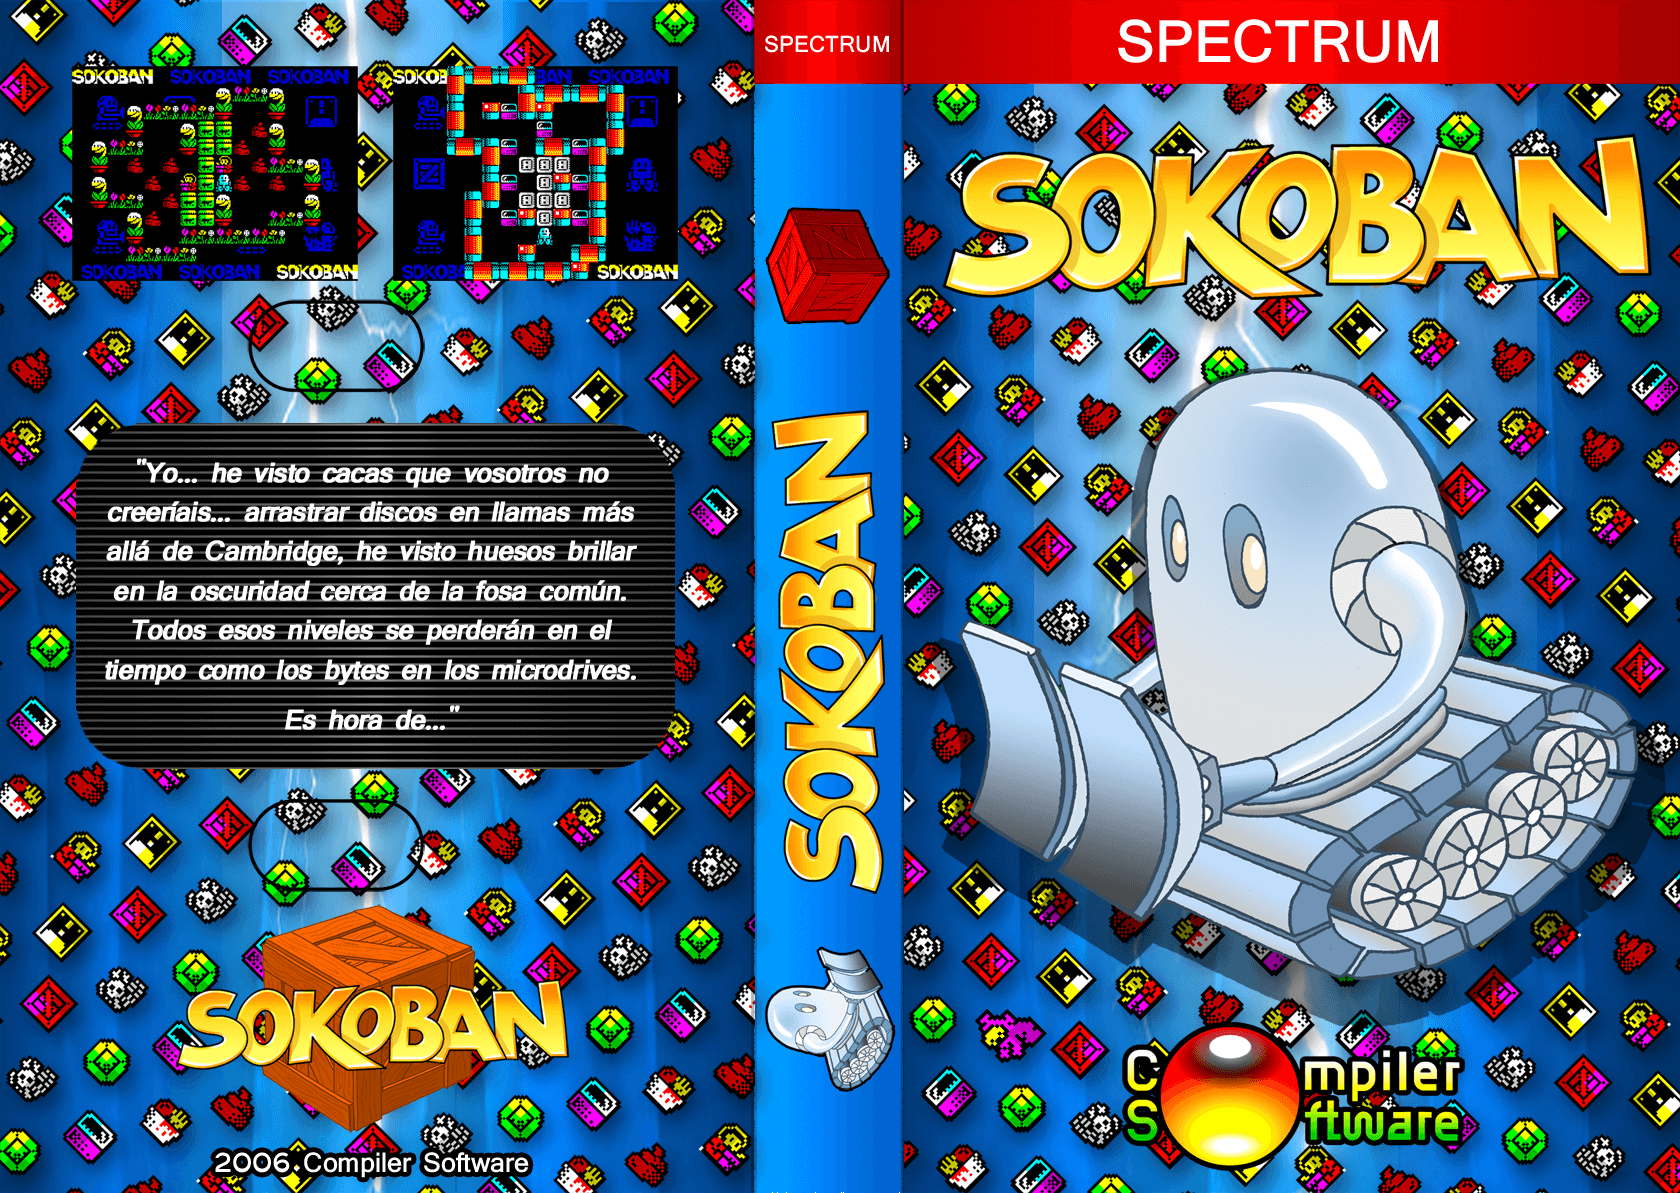 SOKOBAN SOKOBAN SOKOBAN
SOKOBAN SOKOBAN SOKOBAN
SOKOB SOKOBAN SOKOBAN
SOKOBAN
"Yo... he visto cacas que vosotros no
creeríais... arrastrar discos en llamas más
allá de Cambridge, he visto huesos brillar
en la oscuridad cerca de la fosa común.
Todos esos niveles se perderán en el
tiempo como los bytes en los microdrives.
Es hora de..."
SOKOBAN
2006. Compiler Software
SPECTRUM
SOKOBAN
SPECTRUM
SOKOBAN
Compiler
Software